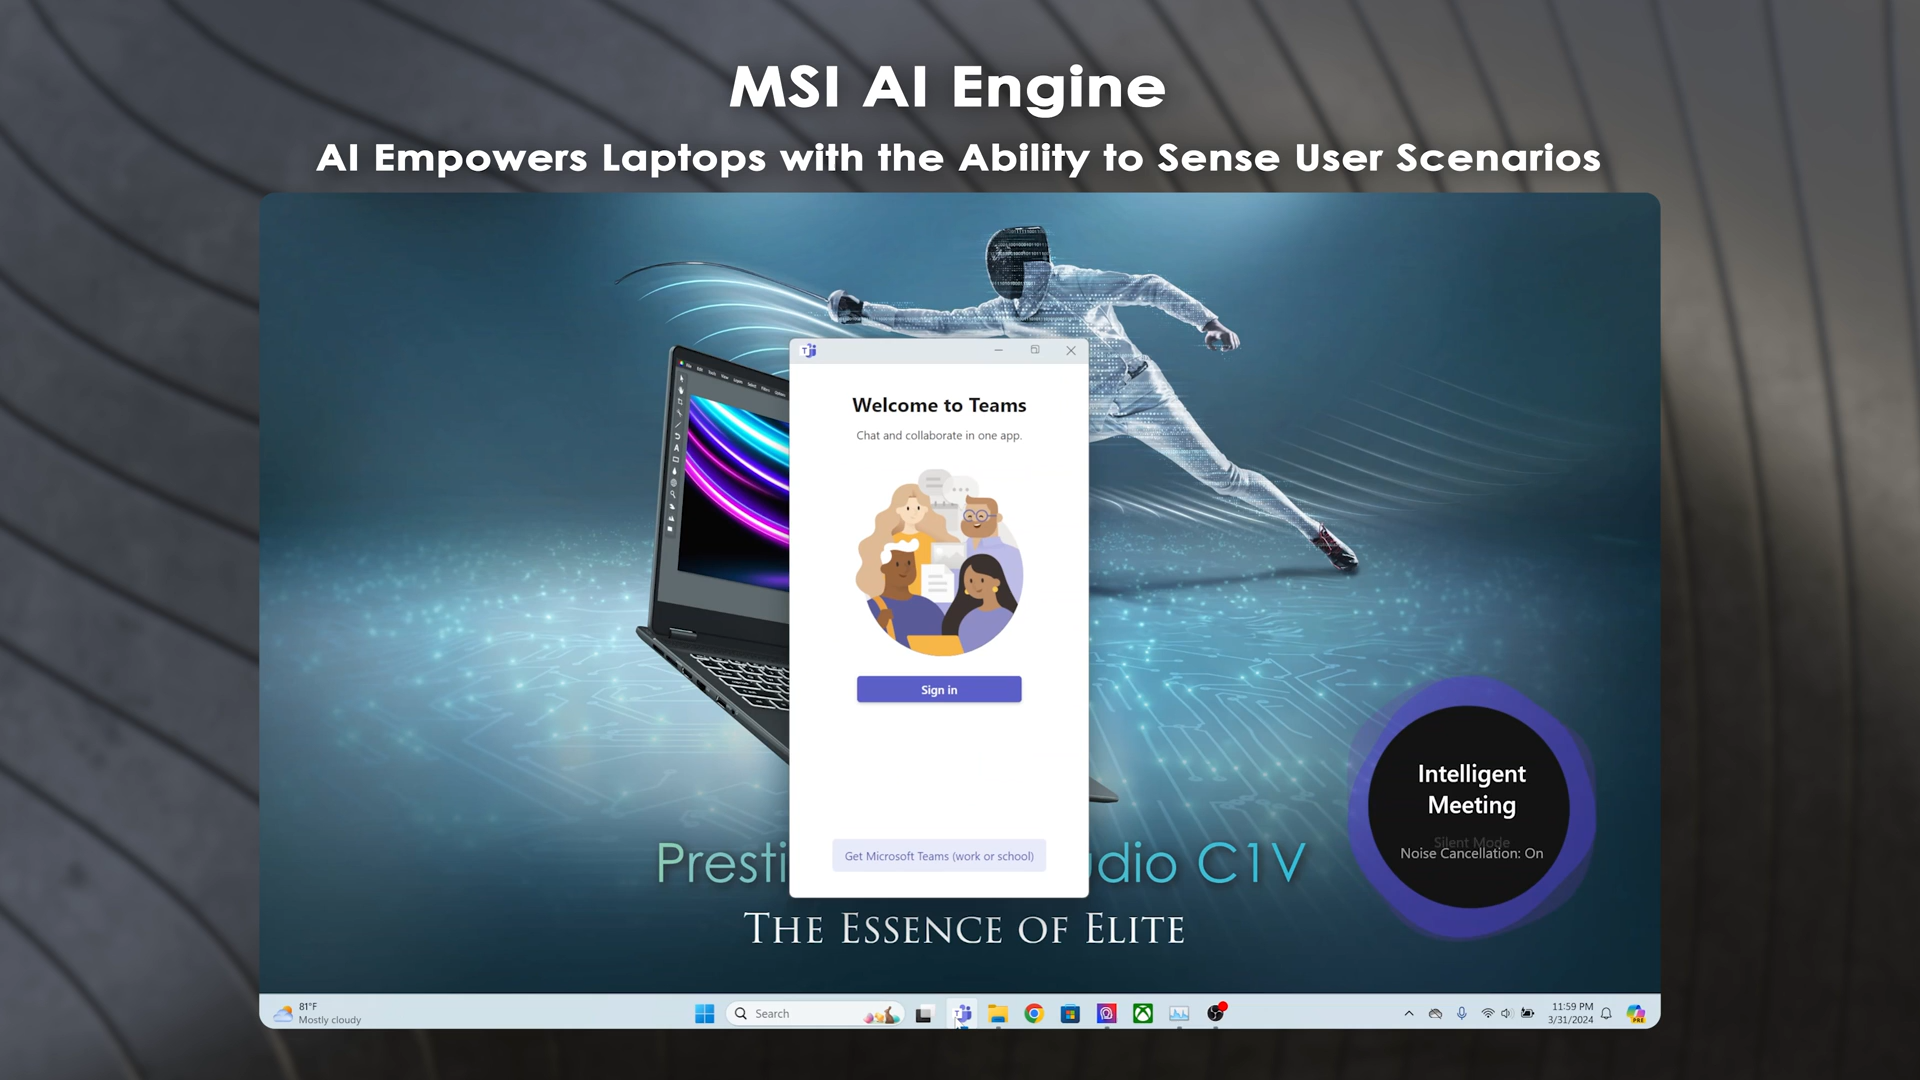 MSI AI Engine
AI Empowers Laptops with the Ability to Sense User Scenarios
Welcome to Teams
Chat and collaborate in one app.
Sign in
Get Microsoft Teams (work or school)
Intelligent
Meeting
Silent Mode
Noise Cancellation: On
Presti dio C1V
THE ESSENCE OF ELITE
81°F
Mostly cloudy
Search
11:59 PM
3/31/2024